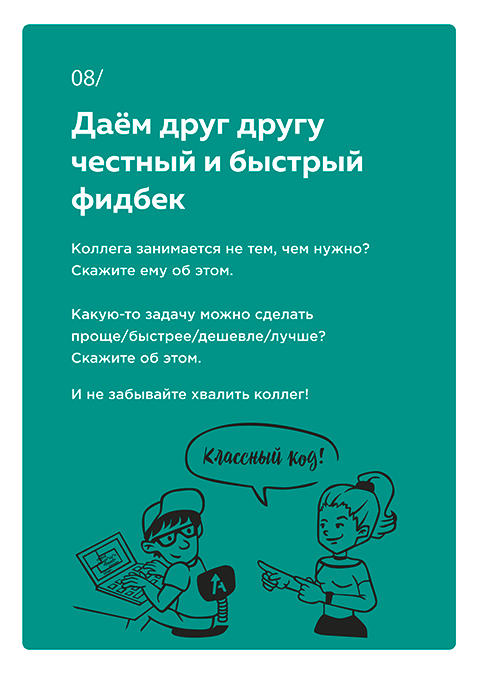 08/
Даём друг другу
честный и быстрый
фидбек
Коллега занимается не тем, чем нужно?
Скажите ему об этом.
Какую-то задачу можно сделать
проще/быстрее/дешевле/лучше?
Скажите об этом.
И не забывайте хвалить коллег!
Классный код!